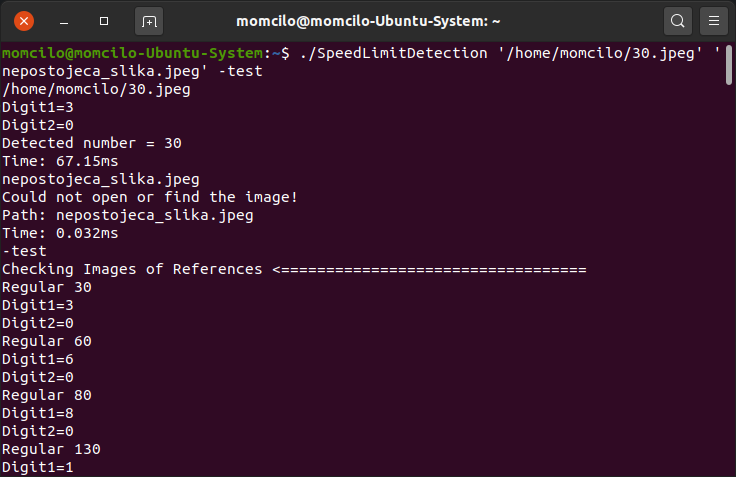 momcilo@momcilo-Ubuntu-System: ~
momcilo@momcilo-Ubuntu-System:~$ ./SpeedLimitDetection '/home/momcilo/30.jpeg' '
nepostojeca_slika.jpeg' -test
/home/momcilo/30.jpeg
Digit1=3
Digit2=0
Detected number = 30
Time: 67.15ms
nepostojeca_slika.jpeg
Could not open or find the image!
Path: nepostojeca_slika.jpeg
Time: 0.032ms
-test
Checking Images of References <==================================
Regular 30
Digit1=3
Digit2=0
Regular 60
Digit1=6
Digit2=0
Regular 80
Digit1=8
Digit2=0
Regular 130
Digit1=1